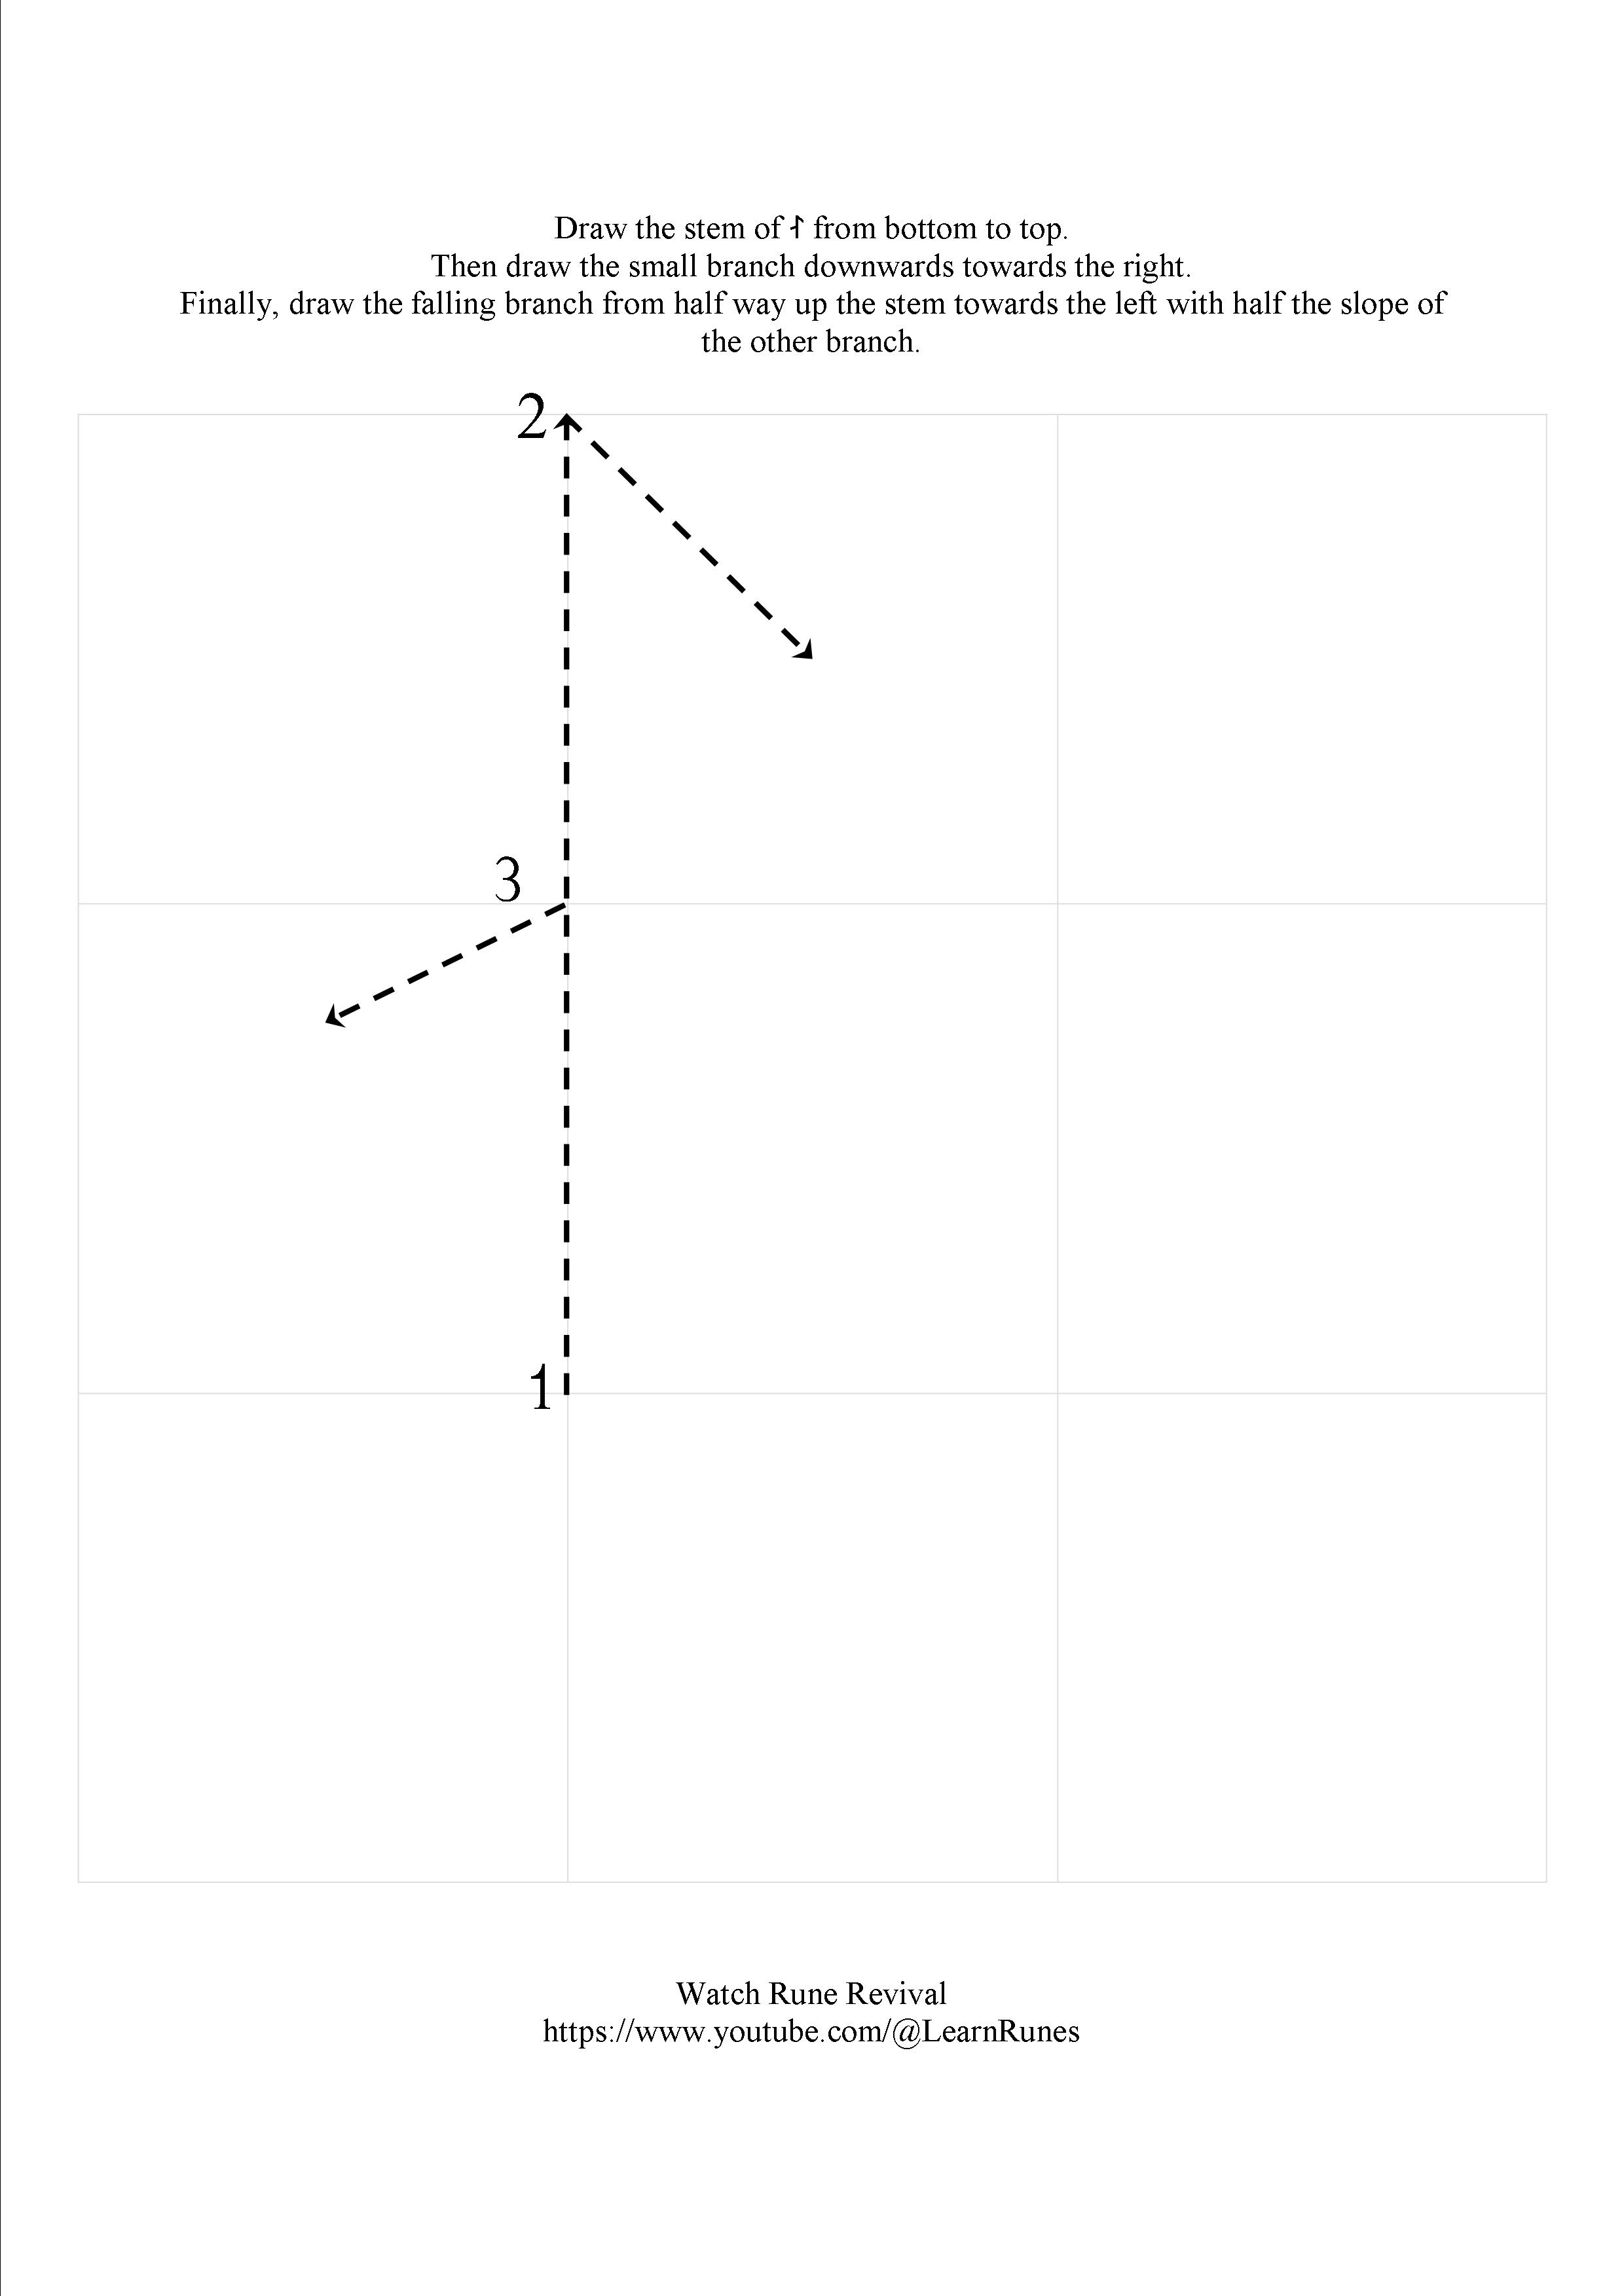 Draw the stem of ᛀ from bottom to top.
Then draw the small branch downwards towards the right.
Finally, draw the falling branch from half way up the stem towards the left with half the slope of
the other branch.
2
3
1
Watch Rune Revival
https://www.youtube.com/@LearnRunes